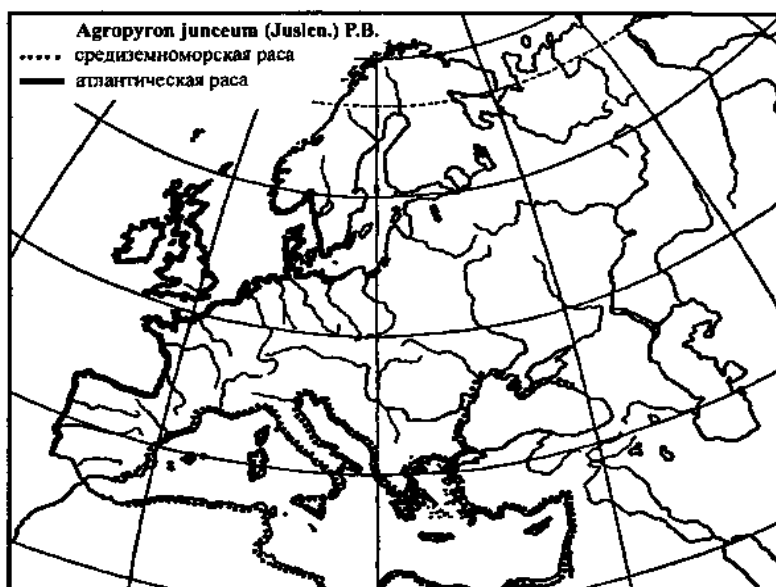 Agropyron junceum (Juslen.) P.B.
средиземноморская раса
атлантическая раса